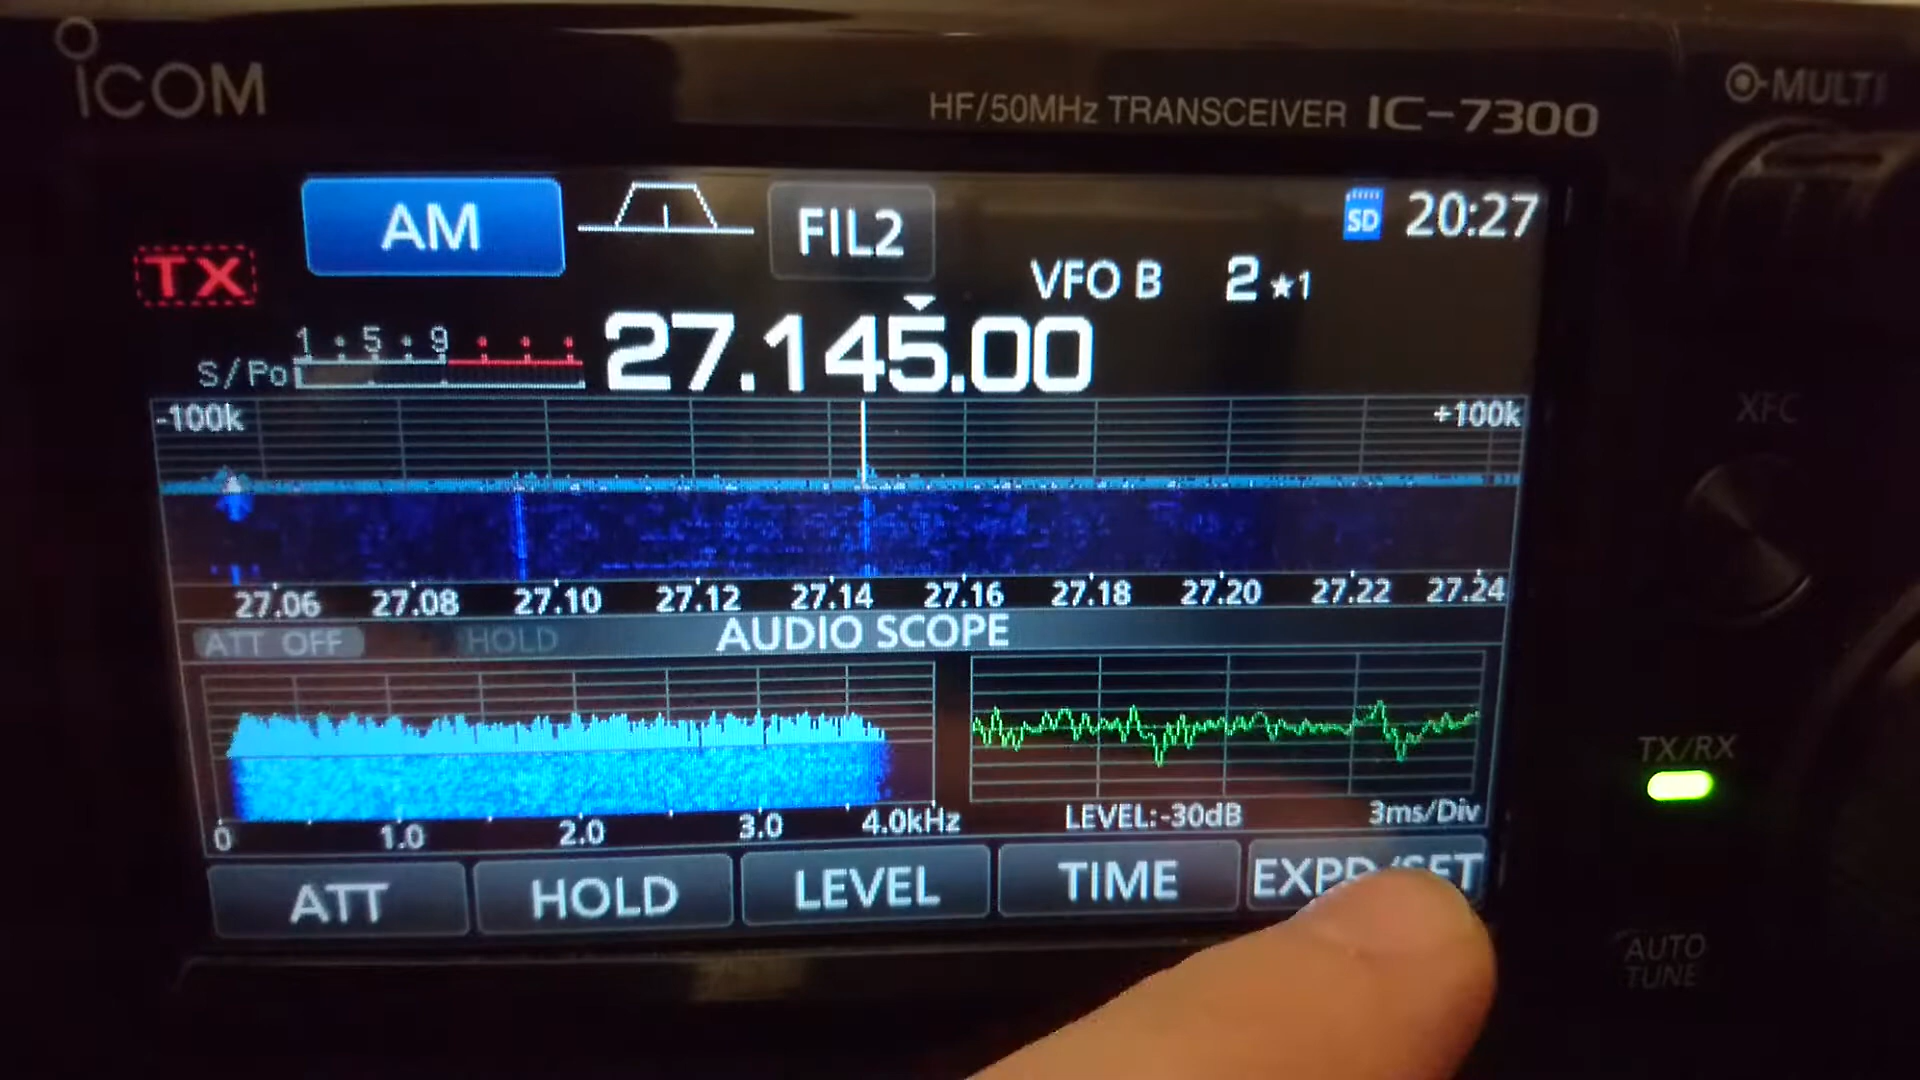 ICOM
HF/50MHz TRANSCEIVER IC-7300
MULTI
AM
FIL2
SD 20:27
TX
VFO B 2★1
1 • 5 • 9
S/Po
27.145.00
-100k +100k
XFC
27.06 27.08 27.10 27.12 27.14 27.16 27.18 27.20 27.22 27.24
ATT OFF HOLD AUDIO SCOPE
TX/RX
0 1.0 2.0 3.0 4.0kHz
LEVEL:-30dB 3ms/Div
ATT HOLD LEVEL TIME EXPD/SET
AUTO
TUNE